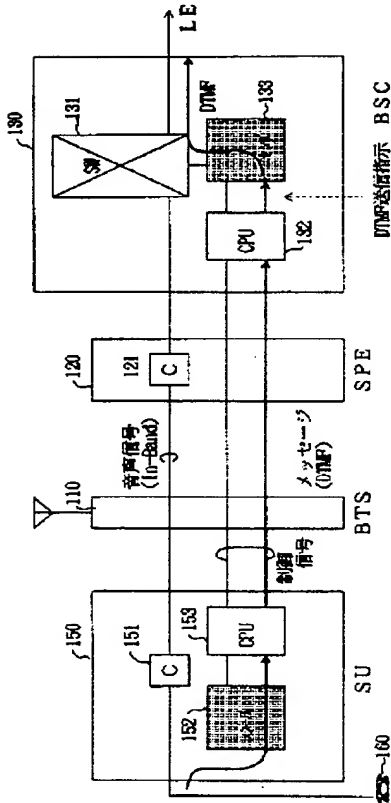 150
151
C
152
153
CPU
SU
160
110
BTS
音声信号
(In-Band)
制御
信号
メッセージ
(DTMF)
120
121
C
SPE
130
131
SW
DTMF
133
CPU
132
DTMF送信指示
BSC
LE